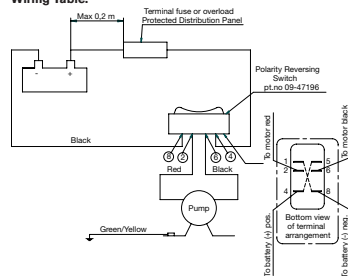 Wiring Table.
Max 0,2 m
Terminal fuse or overload
Protected Distribution Panel
- +
Polarity Reversing
Switch
pt.no 09-47196
Black
8 2 6 4
Red Black
Pump
Green/Yellow
To motor red
To motor black
1 5
2 6
4 8
Bottom view
of terminal
arrangement
To battery (+) pos.
To battery (-) neg.